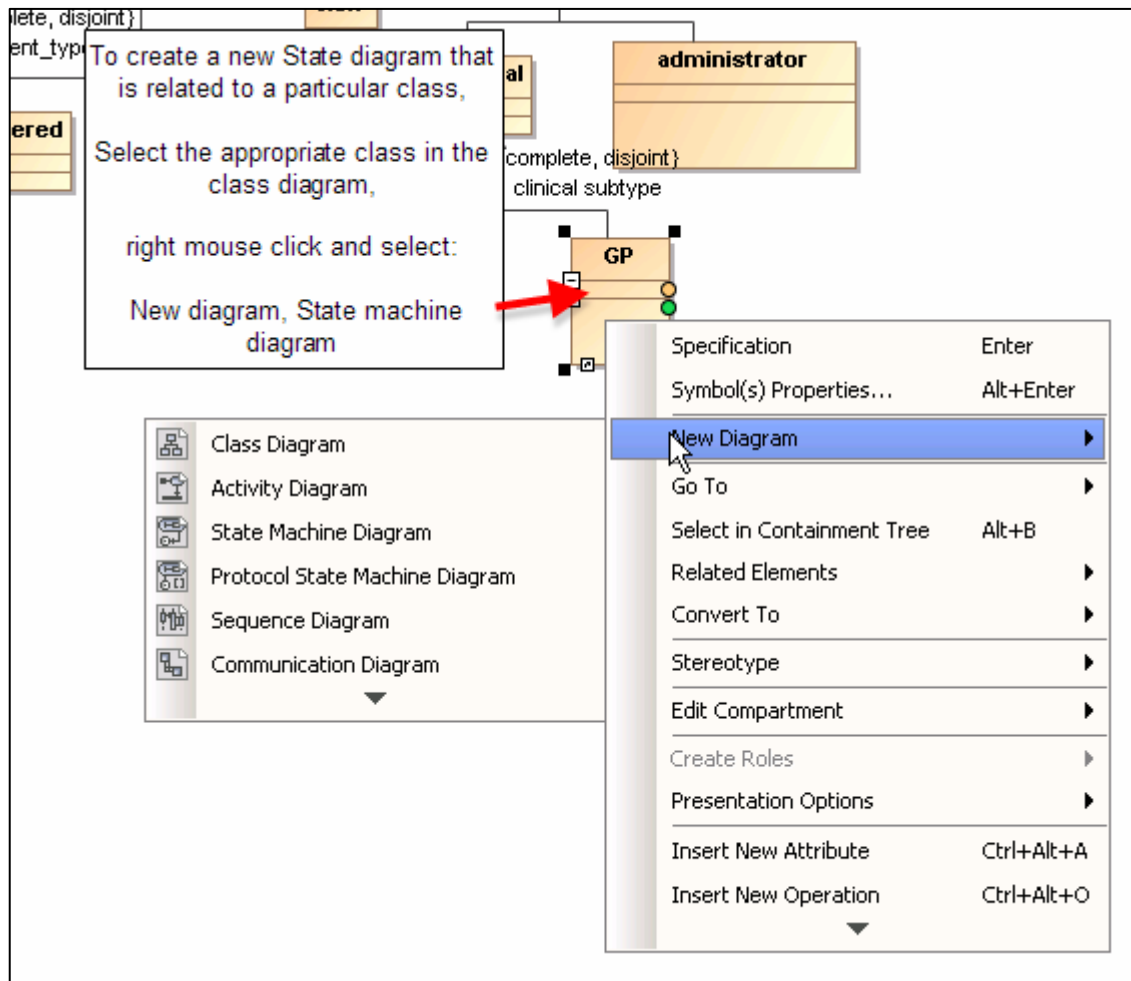 lete, disjoint}
ent_typ
To create a new State diagram that
is related to a particular class,
Select the appropriate class in the
class diagram,
right mouse click and select:
New diagram, State machine
diagram
al
administrator
ered
complete, disjoint}
clinical subtype
GP
Specification Enter
Symbol(s) Properties... Alt+Enter
New Diagram
Go To
Select in Containment Tree Alt+B
Related Elements
Convert To
Stereotype
Edit Compartment
Create Roles
Presentation Options
Insert New Attribute Ctrl+Alt+A
Insert New Operation Ctrl+Alt+O
Class Diagram
Activity Diagram
State Machine Diagram
Protocol State Machine Diagram
Sequence Diagram
Communication Diagram